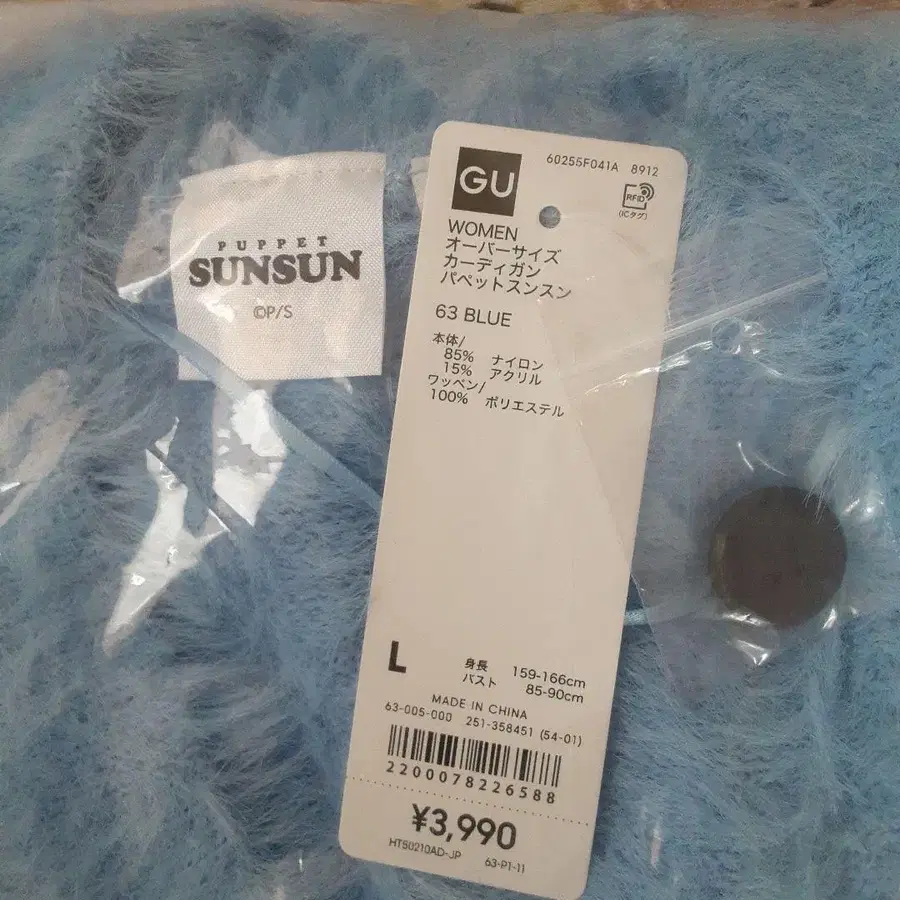 PUPPET
SUNSUN
©P/S
GU
60255F041A 8912
RFID
(ICタグ)
WOMEN
オーバーサイズ
カーディガン
パペットスンスン
63 BLUE
本体/
85% ナイロン
15% アクリル
ワッペン/
100% ポリエステル
L
身長 159-166cm
バスト 85-90cm
MADE IN CHINA
63-005-000 251-358451 (54-01)
2200078226588
¥3,990
HT50210AD-JP 63-P1-11